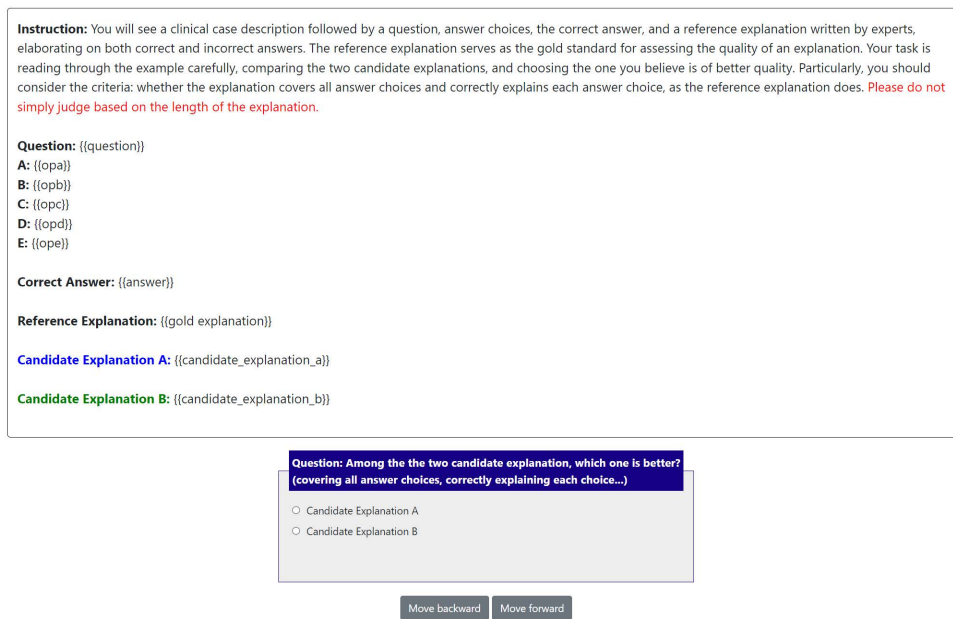 Instruction: You will see a clinical case description followed by a question, answer choices, the correct answer, and a reference explanation written by experts,
elaborating on both correct and incorrect answers. The reference explanation serves as the gold standard for assessing the quality of an explanation. Your task is
reading through the example carefully, comparing the two candidate explanations, and choosing the one you believe is of better quality. Particularly, you should
consider the criteria: whether the explanation covers all answer choices and correctly explains each answer choice, as the reference explanation does. Please do not
simply judge based on the length of the explanation.
Question: {{question}}
A: {{opa}}
B: {{opb}}
C: {{opc}}
D: {{opd}}
E: {{ope}}
Correct Answer: {{answer}}
Reference Explanation: {{gold explanation}}
Candidate Explanation A: {{candidate_explanation_a}}
Candidate Explanation B: {{candidate_explanation_b}}
Question: Among the the two candidate explanation, which one is better?
(covering all answer choices, correctly explaining each choice...)
Candidate Explanation A
Candidate Explanation B
Move backward Move forward